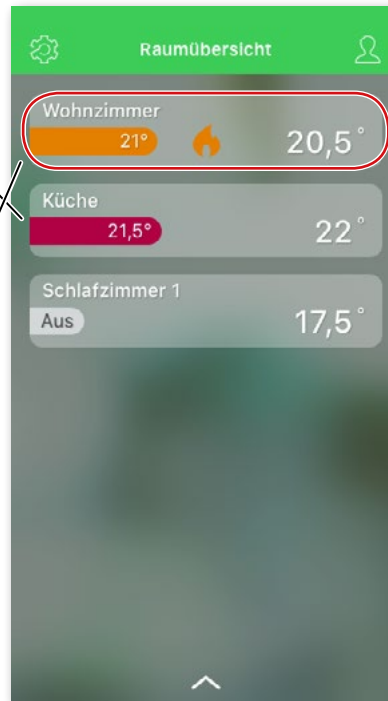 Raumübersicht
Wohnzimmer
21° 20,5°
Küche
21,5° 22°
Schlafzimmer 1
Aus 17,5°